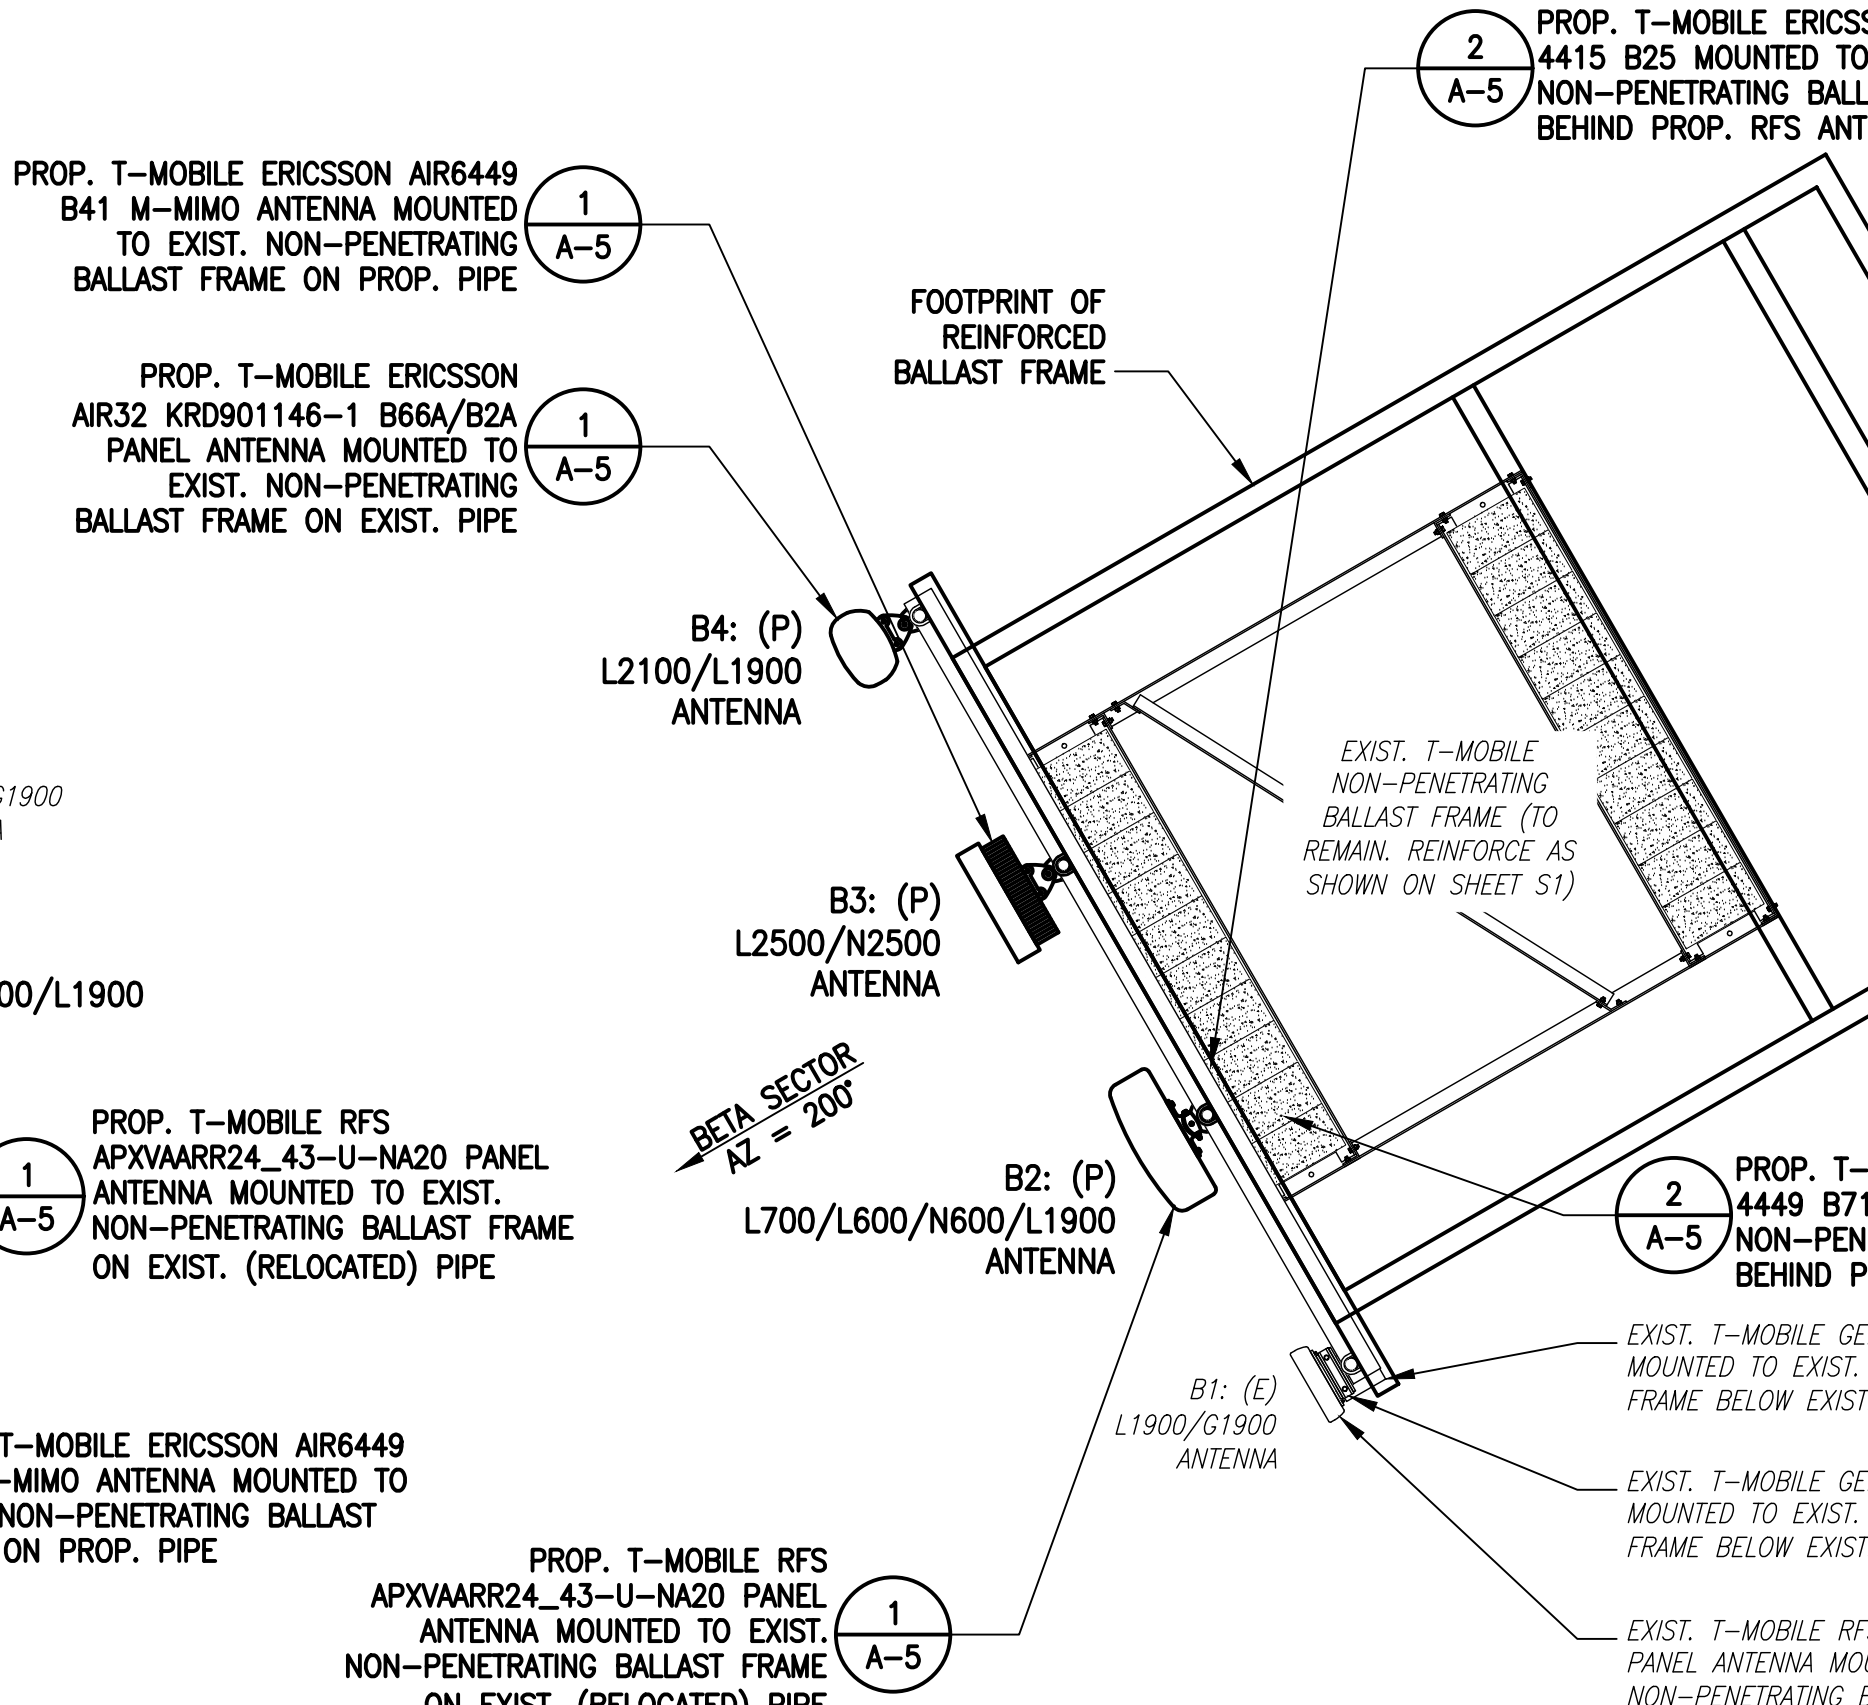 2
A-5
PROP. T-MOBILE
4415 B25 MOUNTED TO
NON-PENETRATING
BEHIND PROP. RFS
PROP. T-MOBILE ERICSSON AIR6449
B41 M-MIMO ANTENNA MOUNTED
TO EXIST. NON-PENETRATING
BALLAST FRAME ON PROP. PIPE
1
A-5
FOOTPRINT OF
REINFORCED
BALLAST FRAME
PROP. T-MOBILE ERICSSON
AIR32 KRD901146-1 B66A/B2A
PANEL ANTENNA MOUNTED TO
EXIST. NON-PENETRATING
BALLAST FRAME ON EXIST. PIPE
1
A-5
B4: (P)
L2100/L1900
ANTENNA
EXIST. T-MOBILE
NON-PENETRATING
BALLAST FRAME (TO
REMAIN. REINFORCE AS
SHOWN ON SHEET S1)
G1900
B3: (P)
L2500/N2500
ANTENNA
00/L1900
BETA SECTOR
AZ = 200°
1
A-5
PROP. T-MOBILE RFS
APXVAARR24_43-U-NA20 PANEL
ANTENNA MOUNTED TO EXIST.
NON-PENETRATING BALLAST FRAME
ON EXIST. (RELOCATED) PIPE
B2: (P)
L700/L600/N600/L1900
ANTENNA
2
A-5
PROP.
4449 B71
BEHIND
EXIST. T-MOBILE
MOUNTED TO EXIST.
FRAME BELOW EXIST
B1: (E)
L1900/G1900
ANTENNA
EXIST. T-MOBILE
MOUNTED TO EXIST.
FRAME BELOW EXIST
T-MOBILE ERICSSON AIR6449
-MIMO ANTENNA MOUNTED TO
NON-PENETRATING BALLAST
ON PROP. PIPE
PROP. T-MOBILE RFS
APXVAARR24_43-U-NA20 PANEL
ANTENNA MOUNTED TO EXIST.
NON-PENETRATING BALLAST FRAME
ON EXIST. (RELOCATED) PIPE
1
A-5
EXIST. T-MOBILE RFS
PANEL ANTENNA
NON-PENETRATING